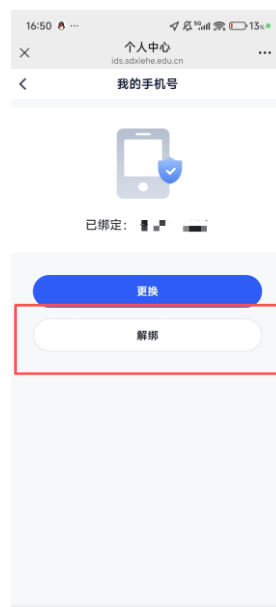 16:50 ··· 5G 13%
个人中心
ids.sdxiehe.edu.cn
我的手机号
已绑定：
更换
解绑